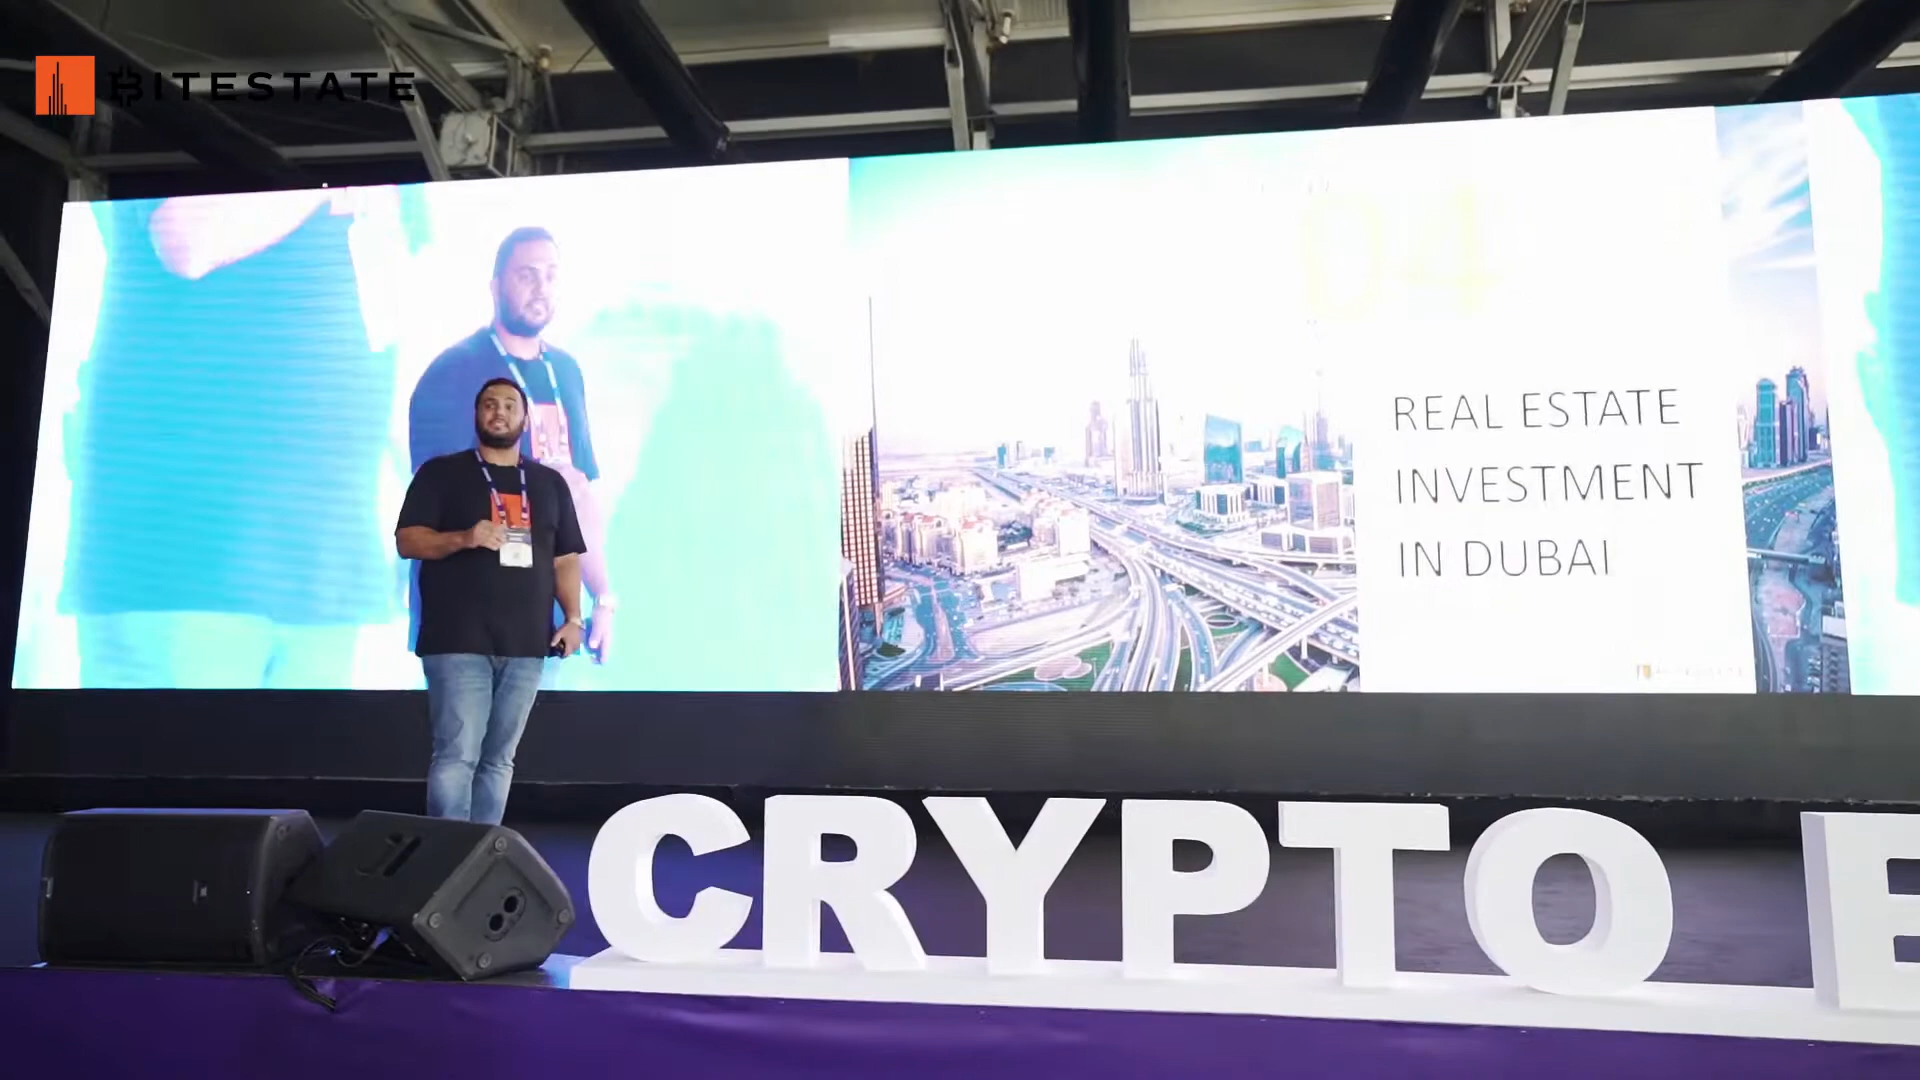 BITESTATE
04
REAL ESTATE
INVESTMENT
IN DUBAI
CRYPTO E